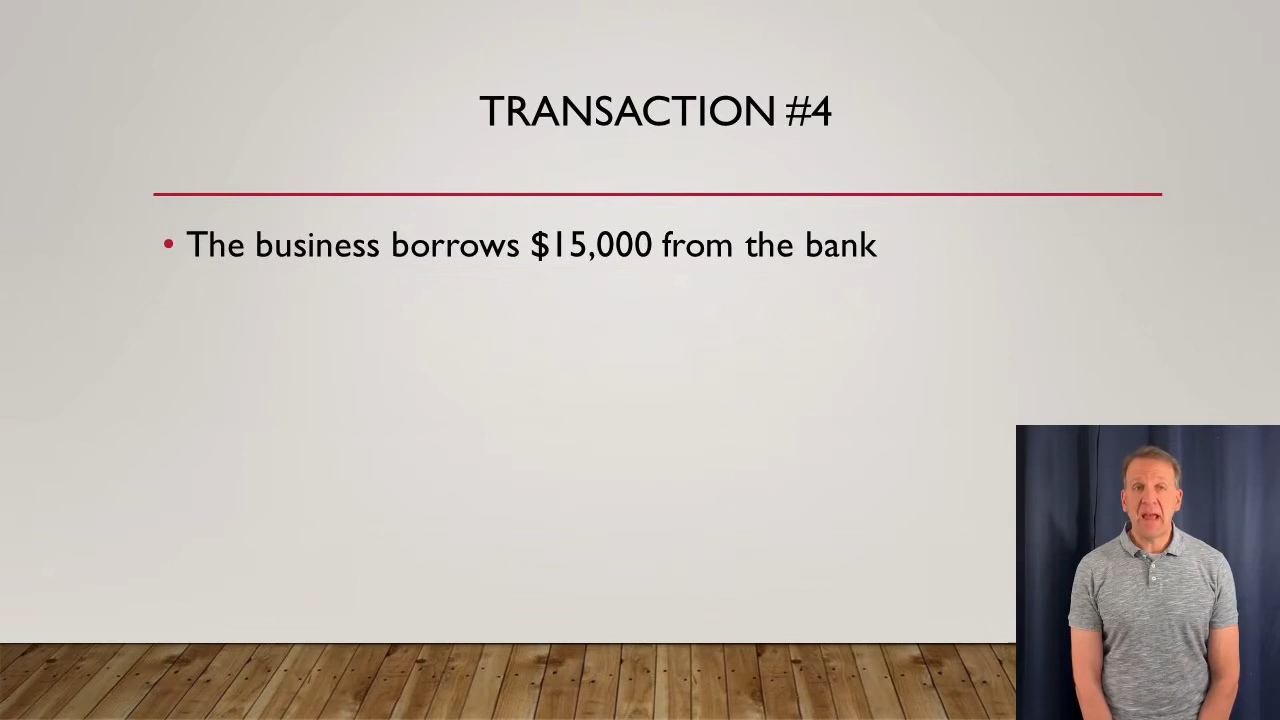 TRANSACTION #4
• The business borrows $15,000 from the bank